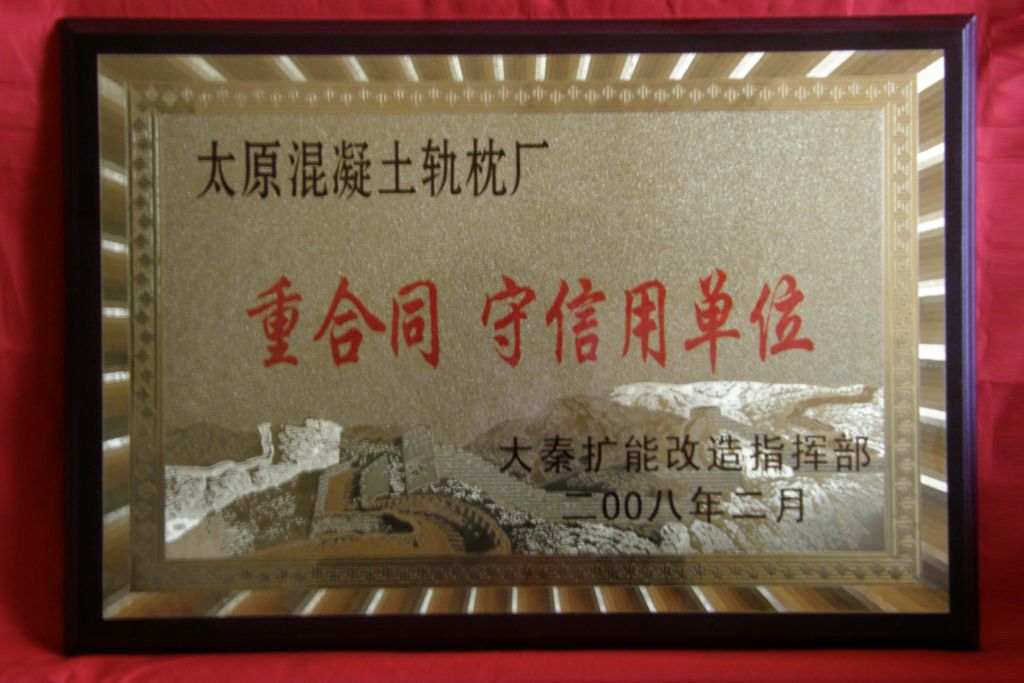 太原混凝土轨枕厂
重合同 守信用单位
大秦扩能改造指挥部
二00八年二月